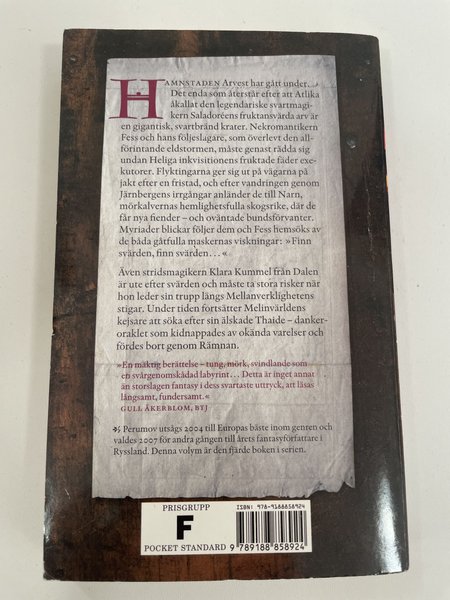 HAMNSTADEN Arvest har gått under...
Det enda som återstår efter att Atlika
åkallat den legendariske svartmagi-
kern Saladoréens fruktansvärda arv är
en gigantisk, svartbränd krater. Nekromantikern
Fess och hans följeslagare, som överlevt den all-
förintande eldstormen, måste genast rädda sig
undan Heliga inkvisitionens fruktade fäder exe-
kutorer. Flyktingarna ger sig ut på vägarna på
jakt efter en fristad, och efter vandringen genom
Järnbergens irrgångar anländer de till Narn,
mörkalvernas hemlighetsfulla skogsrike, där de
får nya fiender – och oväntade bundsförvanter.
Myriader blickar följer dem och Fess hemsöks av
de båda gåtfulla maskernas viskningar: »Finn
svärden, finn svärden...«
Även stridsmagikern Klara Kummel från Dalen
är ute efter svärden och måste ta stora risker när
hon leder sin trupp längs Mellanverklighetens
stigar. Under tiden fortsätter Melinvärldens
kejsare att söka efter sin älskade Thaide – danker-
oraklet som kidnappades av okända varelser och
fördes bort genom Rämnan.
»En mäktig berättelse – tung, mörk, svindlande som
en svårgenomskådad labyrint... Detta är inget annat
än storslagen fantasy i dess svartaste uttryck, att läsas
långsamt, fundersamt.«
GULL ÅKERBLOM, BTJ
Perumov utsågs 2004 till Europas bäste inom genren och
valdes 2007 för andra gången till årets fantasyförfattare i
Ryssland. Denna volym är den fjärde boken i serien.
PRISGRUPP
F
POCKET STANDARD
ISBN: 978-9188858924
9 789188 858924